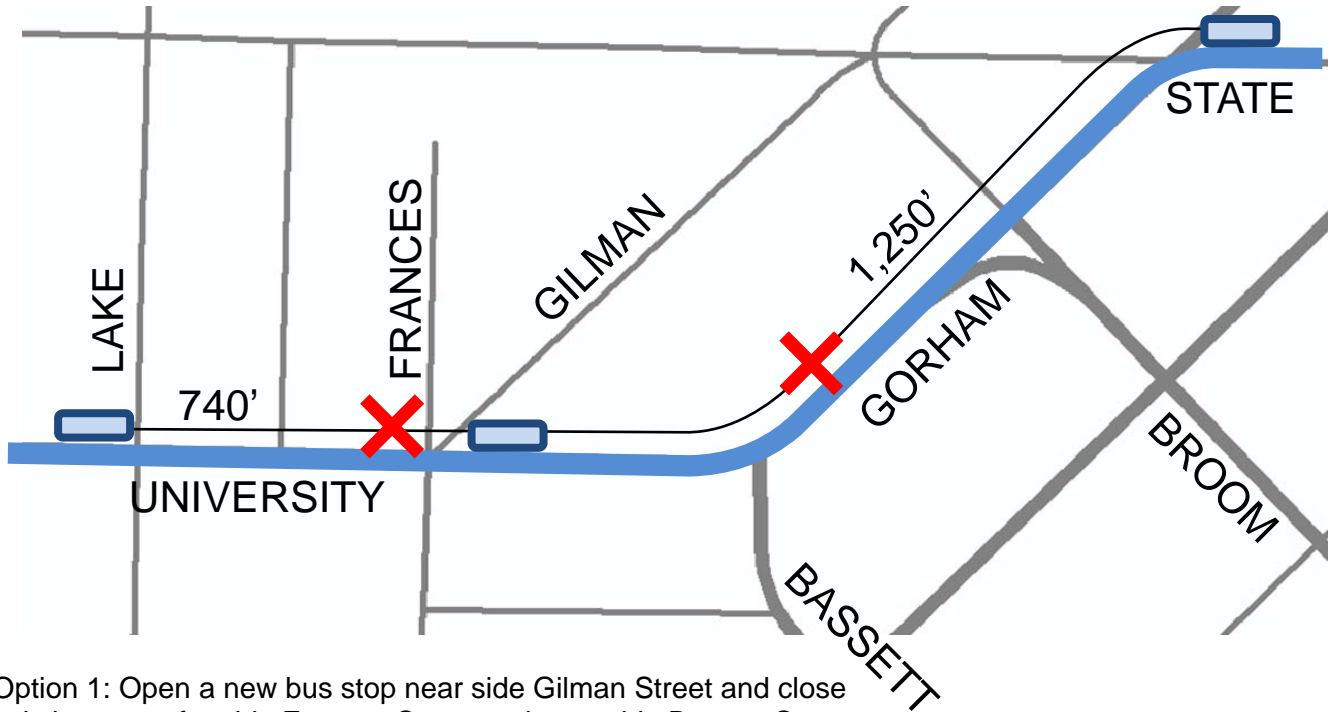 STATE
LAKE
FRANCES
GILMAN
1,250’
740’
GORHAM
UNIVERSITY
BROOM
BASSETT
Option 1: Open a new bus stop near side Gilman Street and close